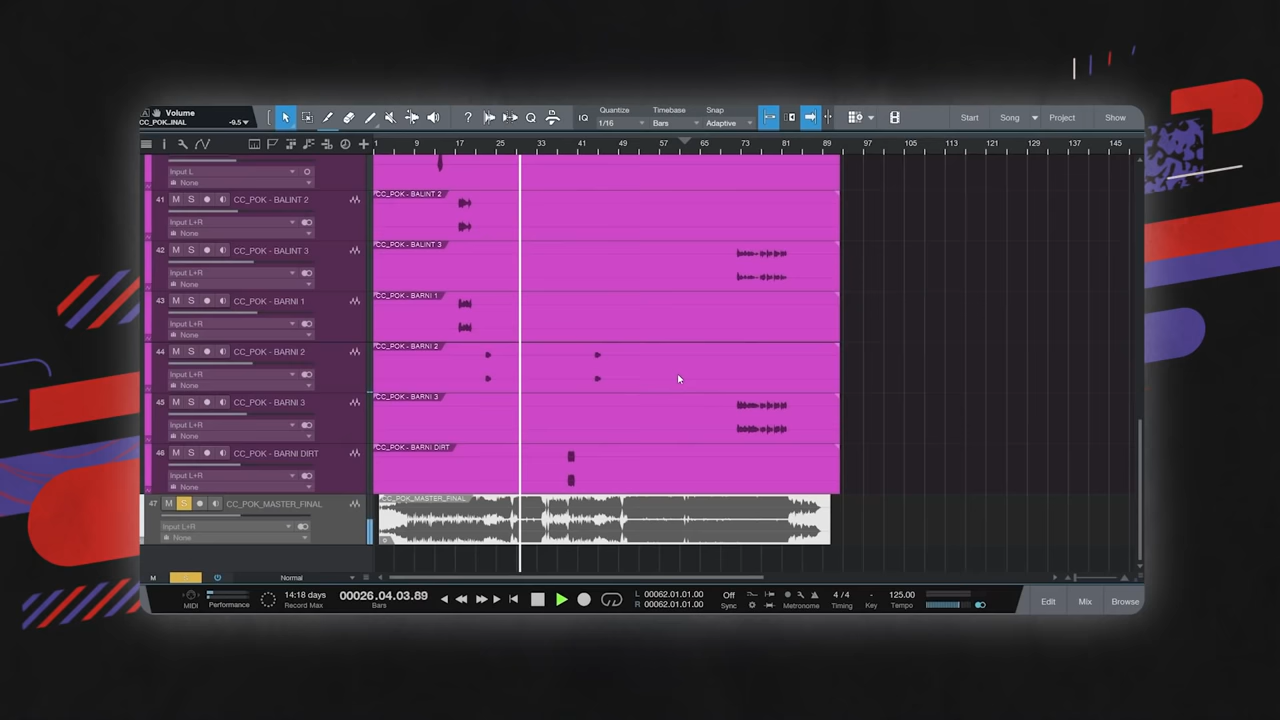 Volume
CC_POK...INAL -9.5
IQ
Quantize
1/16
Timebase
Bars
Snap
Adaptive
Start Song Project Show
1 9 17 25 33 41 49 57 65 73 81 89 97 105 113 121 129 137 145
Input L
None
41 M S CC_POK - BALINT 2
Input L+R
None
CC_POK - BALINT 2
42 M S CC_POK - BALINT 3
Input L+R
None
CC_POK - BALINT 3
43 M S CC_POK - BARNI 1
Input L+R
None
CC_POK - BARNI 1
44 M S CC_POK - BARNI 2
Input L+R
None
CC_POK - BARNI 2
45 M S CC_POK - BARNI 3
Input L+R
None
CC_POK - BARNI 3
46 M S CC_POK - BARNI DIRT
Input L+R
None
CC_POK - BARNI DIRT
47 M S CC_POK_MASTER_FINAL
Input L+R
None
CC_POK_MASTER_FINAL
M S Normal
MIDI
Performance
14:18 days
Record Max
00026.04.03.89
Bars
L 00062.01.01.00
R 00062.01.01.00
Off
Sync
Metronome
4 / 4
Timing
-
Key
125.00
Tempo
Edit Mix Browse